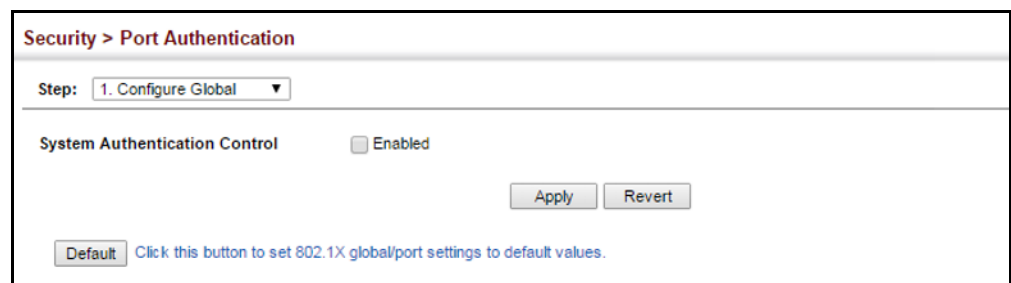 Security > Port Authentication
Step: 1. Configure Global
System Authentication Control Enabled
Apply Revert
Default Click this button to set 802.1X global/port settings to default values.